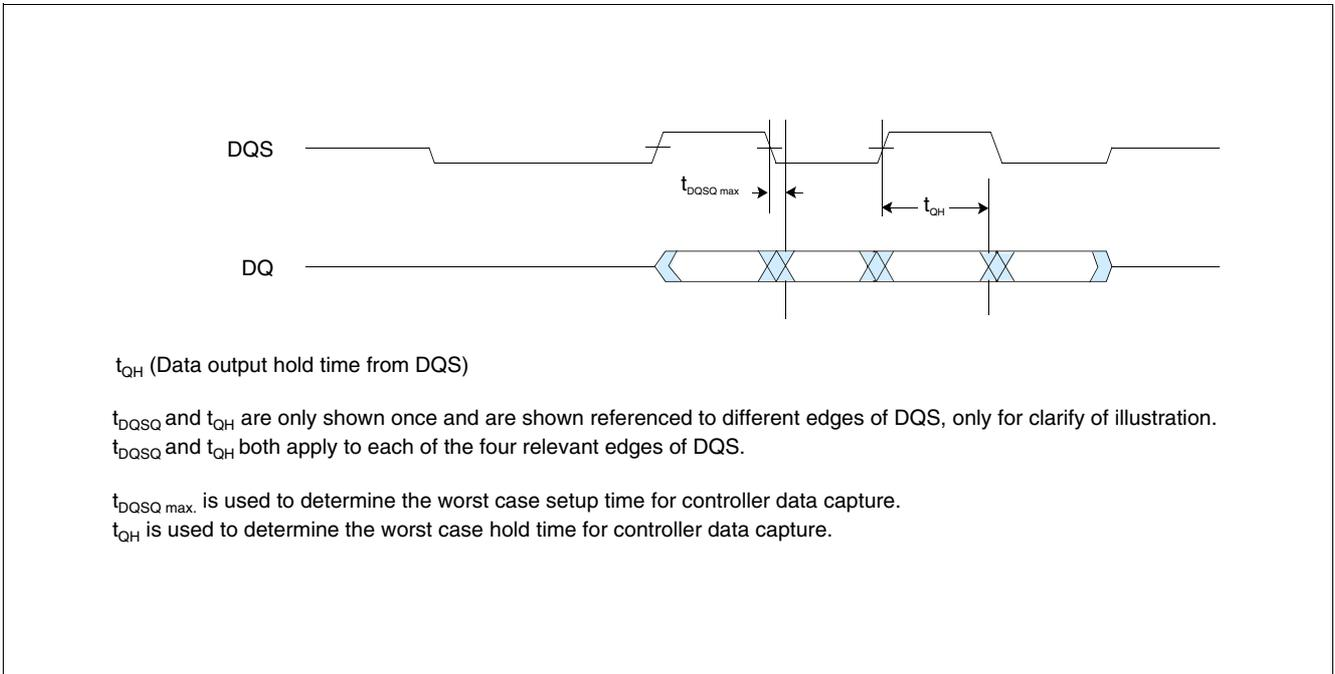 DQS
tDQSQ max
tQH
DQ
tQH (Data output hold time from DQS)
tDQSQ and tQH are only shown once and are shown referenced to different edges of DQS, only for clarify of illustration.
tDQSQ and tQH both apply to each of the four relevant edges of DQS.
tDQSQ max. is used to determine the worst case setup time for controller data capture.
tQH is used to determine the worst case hold time for controller data capture.